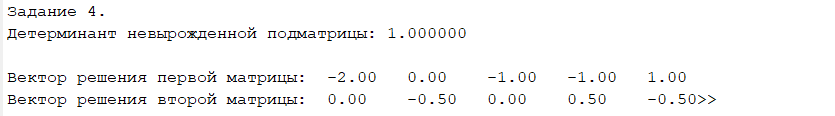 Задание 4.
Детерминант невырожденной подматрицы: 1.000000
Вектор решения первой матрицы: -2.00 0.00 -1.00 -1.00 1.00
Вектор решения второй матрицы: 0.00 -0.50 0.00 0.50 -0.50>>